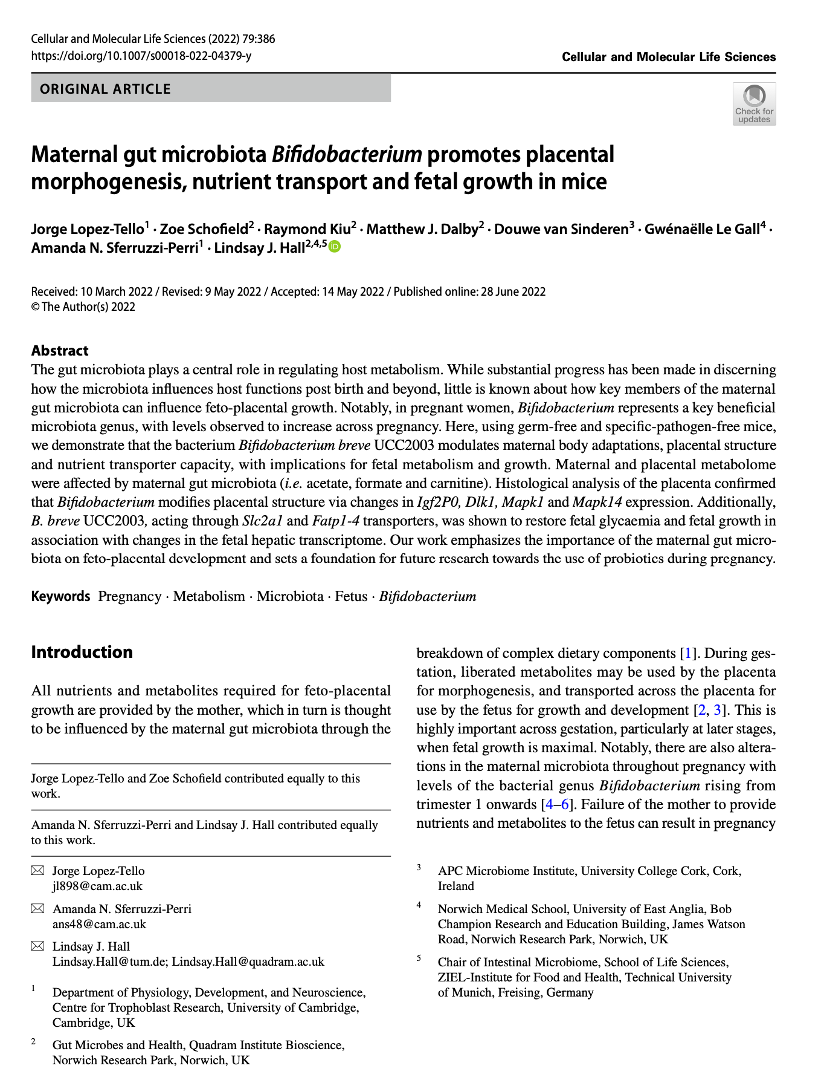 Cellular and Molecular Life Sciences (2022) 79:386
https://doi.org/10.1007/s00018-022-04379-y
Cellular and Molecular Life Sciences
ORIGINAL ARTICLE
Check for
updates
Maternal gut microbiota Bifidobacterium promotes placental
morphogenesis, nutrient transport and fetal growth in mice
Jorge Lopez-Tello1 · Zoe Schofield2 · Raymond Kiu2 · Matthew J. Dalby2 · Douwe van Sinderen3 · Gwénaëlle Le Gall4 ·
Amanda N. Sferruzzi-Perri1 · Lindsay J. Hall2,4,5 iD
Received: 10 March 2022 / Revised: 9 May 2022 / Accepted: 14 May 2022 / Published online: 28 June 2022
© The Author(s) 2022
Abstract
The gut microbiota plays a central role in regulating host metabolism. While substantial progress has been made in discerning
how the microbiota influences host functions post birth and beyond, little is known about how key members of the maternal
gut microbiota can influence feto-placental growth. Notably, in pregnant women, Bifidobacterium represents a key beneficial
microbiota genus, with levels observed to increase across pregnancy. Here, using germ-free and specific-pathogen-free mice,
we demonstrate that the bacterium Bifidobacterium breve UCC2003 modulates maternal body adaptations, placental structure
and nutrient transporter capacity, with implications for fetal metabolism and growth. Maternal and placental metabolome
were affected by maternal gut microbiota (i.e. acetate, formate and carnitine). Histological analysis of the placenta confirmed
that Bifidobacterium modifies placental structure via changes in Igf2P0, Dlk1, Mapk1 and Mapk14 expression. Additionally,
B. breve UCC2003, acting through Slc2a1 and Fatp1-4 transporters, was shown to restore fetal glycaemia and fetal growth in
association with changes in the fetal hepatic transcriptome. Our work emphasizes the importance of the maternal gut micro-
biota on feto-placental development and sets a foundation for future research towards the use of probiotics during pregnancy.
Keywords Pregnancy · Metabolism · Microbiota · Fetus · Bifidobacterium
Introduction
All nutrients and metabolites required for feto-placental
growth are provided by the mother, which in turn is thought
to be influenced by the maternal gut microbiota through the
breakdown of complex dietary components [1]. During ges-
tation, liberated metabolites may be used by the placenta
for morphogenesis, and transported across the placenta for
use by the fetus for growth and development [2, 3]. This is
highly important across gestation, particularly at later stages,
when fetal growth is maximal. Notably, there are also altera-
tions in the maternal microbiota throughout pregnancy with
levels of the bacterial genus Bifidobacterium rising from
trimester 1 onwards [4–6]. Failure of the mother to provide
nutrients and metabolites to the fetus can result in pregnancy
Jorge Lopez-Tello and Zoe Schofield contributed equally to this
work.
Amanda N. Sferruzzi-Perri and Lindsay J. Hall contributed equally
to this work.
Jorge Lopez-Tello
jl898@cam.ac.uk
Amanda N. Sferruzzi-Perri
ans48@cam.ac.uk
Lindsay J. Hall
Lindsay.Hall@tum.de; Lindsay.Hall@quadram.ac.uk
1 Department of Physiology, Development, and Neuroscience,
Centre for Trophoblast Research, University of Cambridge,
Cambridge, UK
2 Gut Microbes and Health, Quadram Institute Bioscience,
Norwich Research Park, Norwich, UK
3 APC Microbiome Institute, University College Cork, Cork,
Ireland
4 Norwich Medical School, University of East Anglia, Bob
Champion Research and Education Building, James Watson
Road, Norwich Research Park, Norwich, UK
5 Chair of Intestinal Microbiome, School of Life Sciences,
ZIEL-Institute for Food and Health, Technical University
of Munich, Freising, Germany